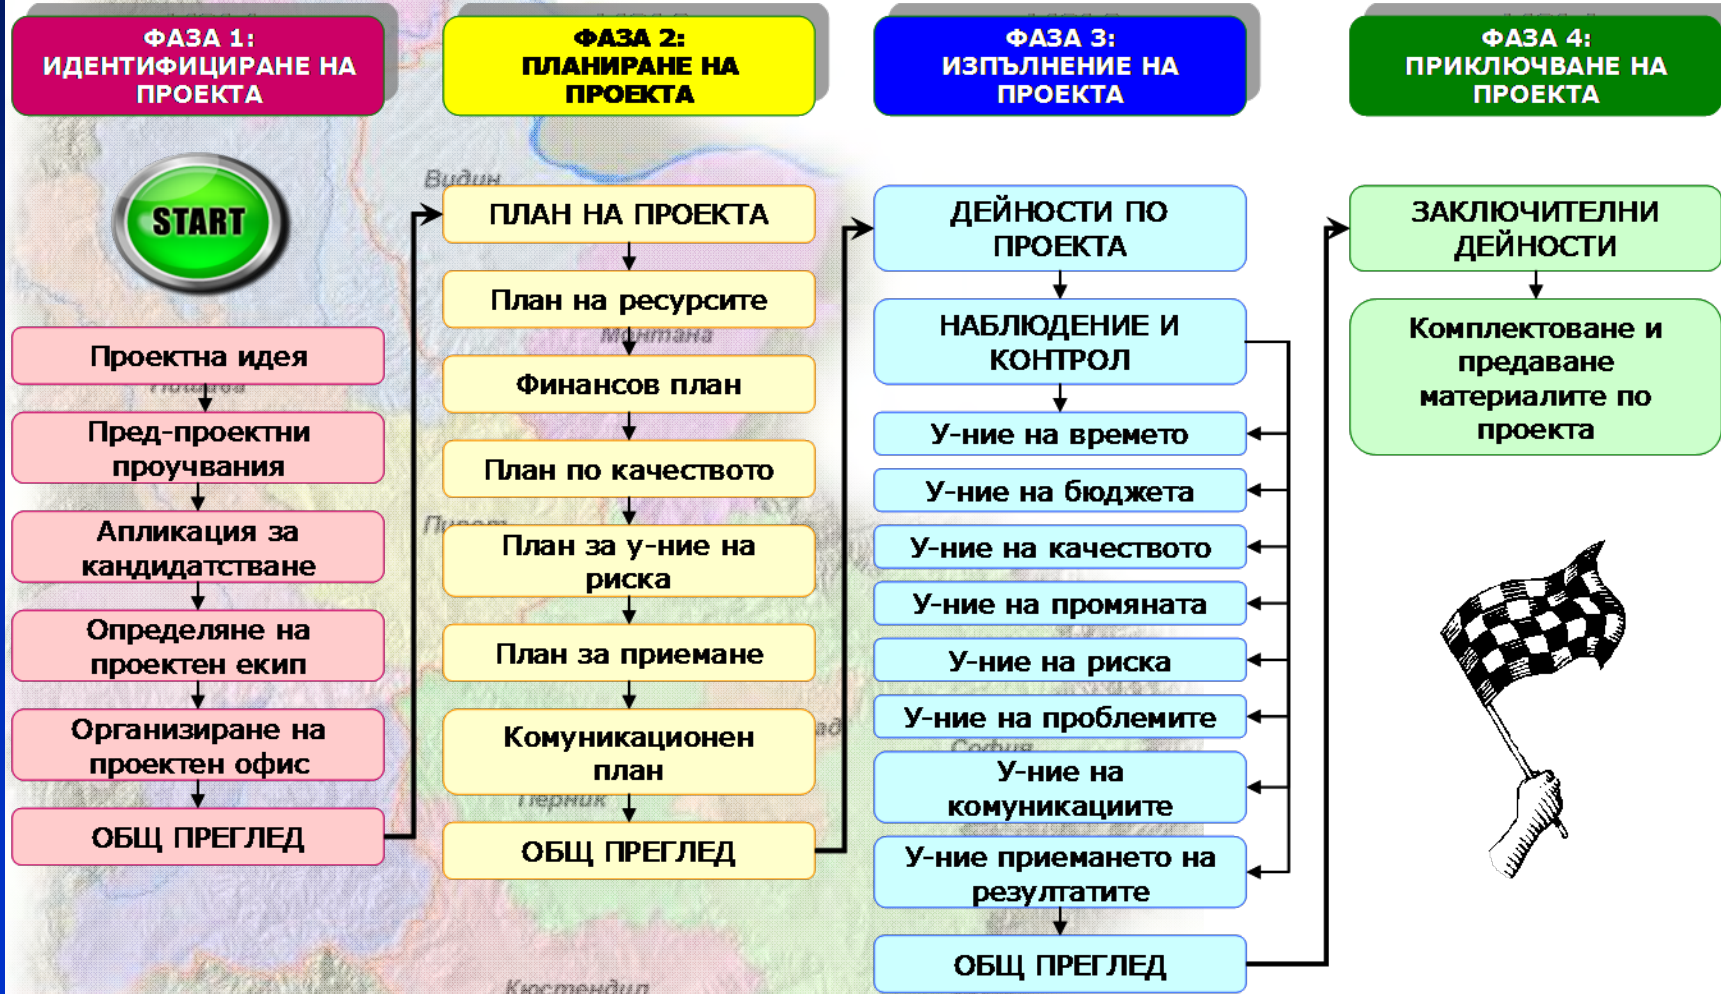 ФАЗА 1:
ИДЕНТИФИЦИРАНЕ НА
ПРОЕКТА
START
Проектна идея
Пред-проектни
проучвания
Апликация за
кандидатстване
Определяне на
проектен екип
Организиране на
проектен офис
ОБЩ ПРЕГЛЕД
ФАЗА 2:
ПЛАНИРАНЕ НА
ПРОЕКТА
Видин
ПЛАН НА ПРОЕКТА
План на ресурсите
Монтана
Финансов план
План по качеството
План за у-ние на
риска
План за приемане
Комуникационен
план
Перник
ОБЩ ПРЕГЛЕД
Кюстендил
ФАЗА 3:
ИЗПЪЛНЕНИЕ НА
ПРОЕКТА
ДЕЙНОСТИ ПО
ПРОЕКТА
НАБЛЮДЕНИЕ И
КОНТРОЛ
У-ние на времето
У-ние на бюджета
У-ние на качеството
У-ние на промяната
У-ние на риска
У-ние на проблемите
София
У-ние на
комуникациите
У-ние приемането на
резултатите
ОБЩ ПРЕГЛЕД
ФАЗА 4:
ПРИКЛЮЧВАНЕ НА
ПРОЕКТА
ЗАКЛЮЧИТЕЛНИ
ДЕЙНОСТИ
Комплектоване и
предаване
материалите по
проекта